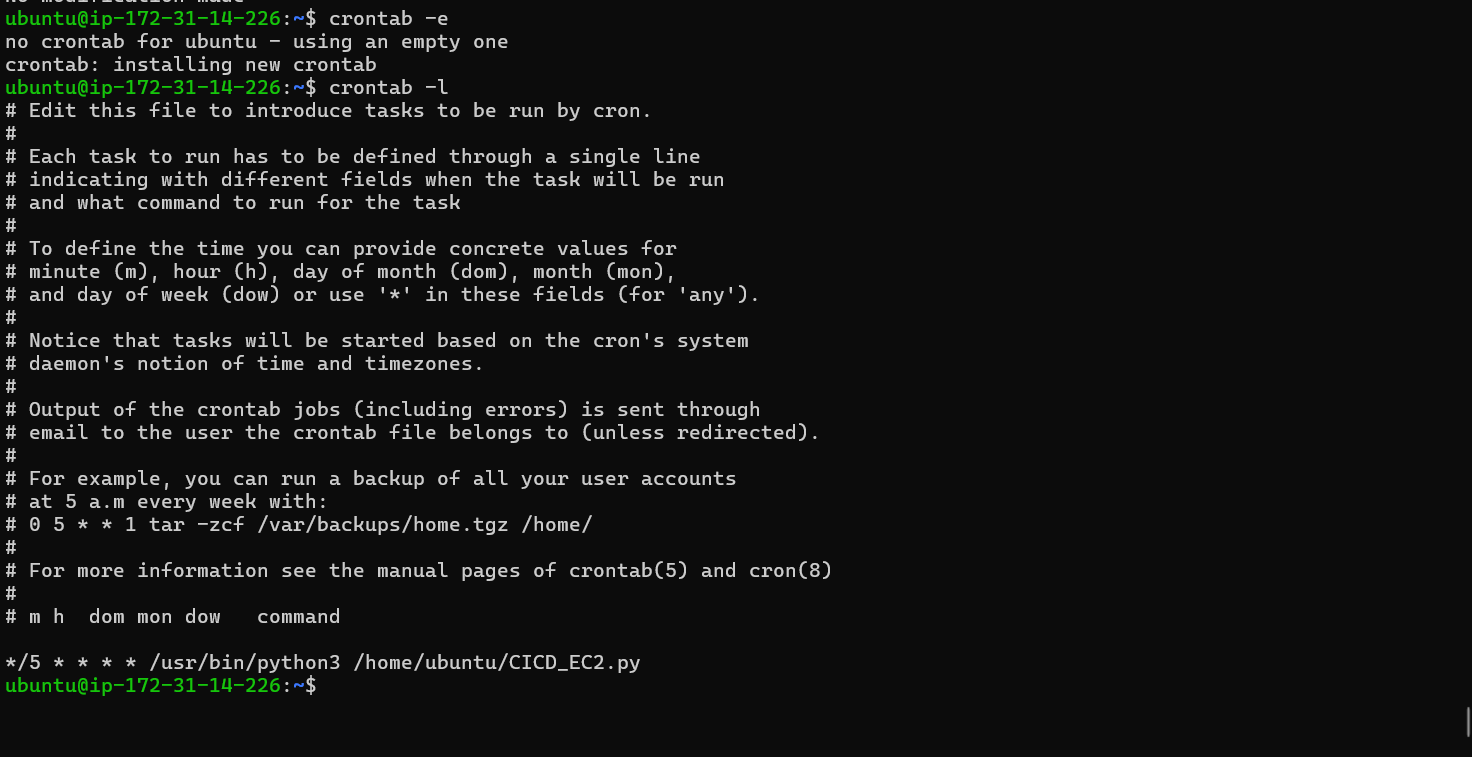 No modification made
ubuntu@ip-172-31-14-226:~$ crontab -e
no crontab for ubuntu - using an empty one
crontab: installing new crontab
ubuntu@ip-172-31-14-226:~$ crontab -l
# Edit this file to introduce tasks to be run by cron.
#
# Each task to run has to be defined through a single line
# indicating with different fields when the task will be run
# and what command to run for the task
#
# To define the time you can provide concrete values for
# minute (m), hour (h), day of month (dom), month (mon),
# and day of week (dow) or use '*' in these fields (for 'any').
#
# Notice that tasks will be started based on the cron's system
# daemon's notion of time and timezones.
#
# Output of the crontab jobs (including errors) is sent through
# email to the user the crontab file belongs to (unless redirected).
#
# For example, you can run a backup of all your user accounts
# at 5 a.m every week with:
# 0 5 * * 1 tar -zcf /var/backups/home.tgz /home/
#
# For more information see the manual pages of crontab(5) and cron(8)
#
# m h  dom mon dow   command

*/5 * * * * /usr/bin/python3 /home/ubuntu/CICD_EC2.py
ubuntu@ip-172-31-14-226:~$